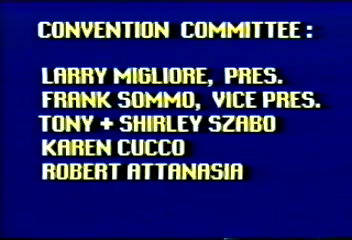 CONVENTION COMMITTEE:
LARRY MIGLIORE, PRES.
FRANK SOMMO, VICE PRES.
TONY + SHIRLEY SZABO
KAREN CUCCO
ROBERT ATTANASIA